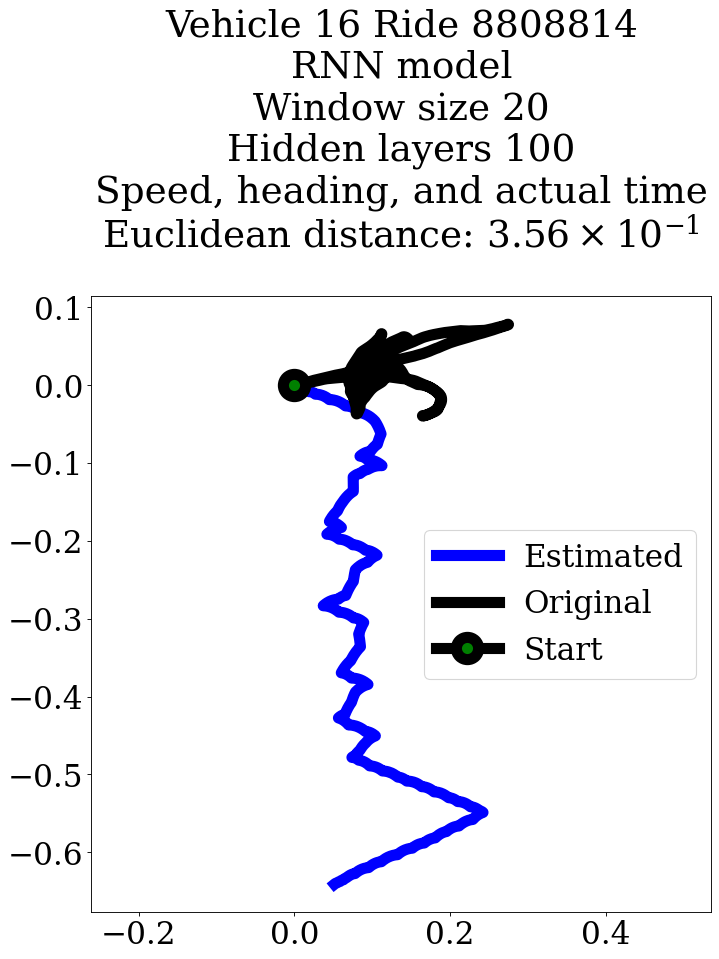 Vehicle 16 Ride 8808814
RNN model
Window size 20
Hidden layers 100
Speed, heading, and actual time
Euclidean distance: 3.56 × 10⁻¹
0.1
0.0
−0.1
−0.2
−0.3
−0.4
−0.5
−0.6
Estimated
Original
Start
−0.2 0.0 0.2 0.4